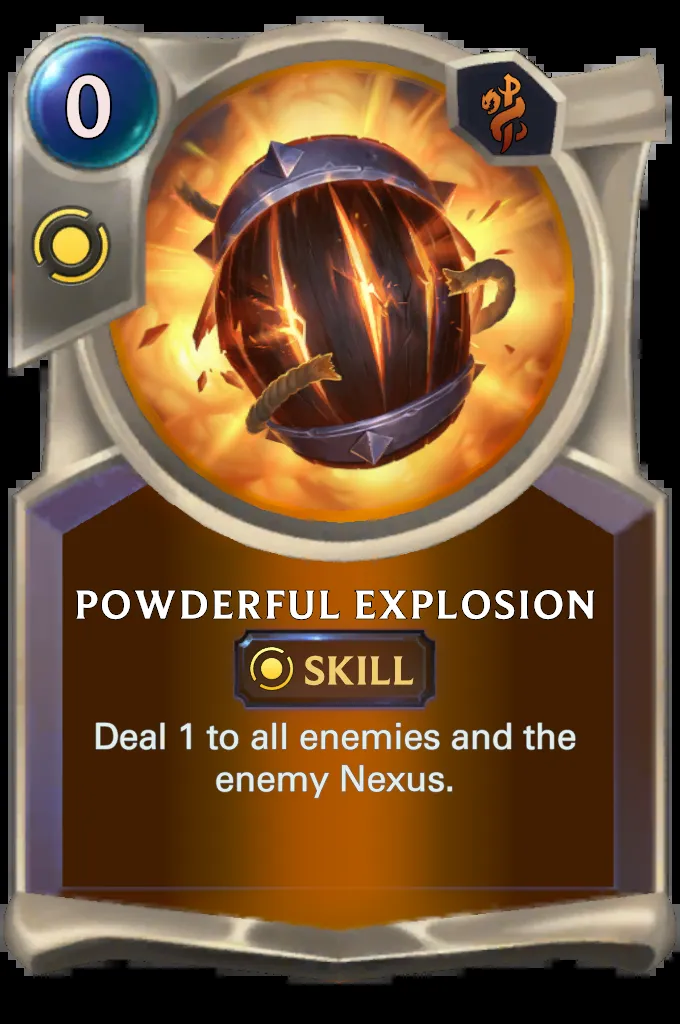 0
POWDERFUL EXPLOSION
SKILL
Deal 1 to all enemies and the
enemy Nexus.